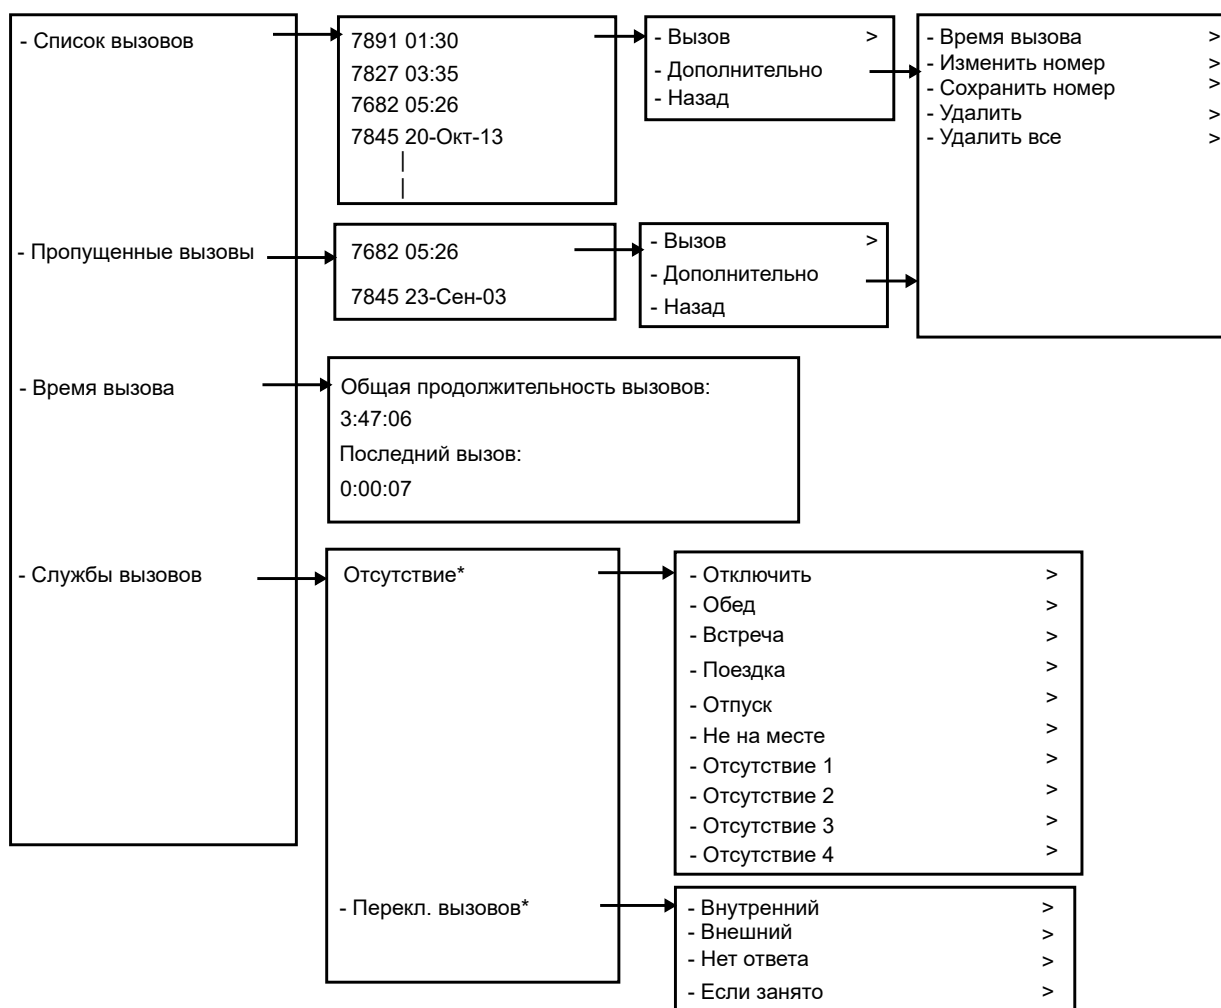 - Список вызовов
7891 01:30
7827 03:35
7682 05:26
7845 20-Окт-13
- Вызов >
- Дополнительно
- Назад
- Время вызова >
- Изменить номер >
- Сохранить номер >
- Удалить >
- Удалить все >
- Пропущенные вызовы
7682 05:26
7845 23-Сен-03
- Вызов >
- Дополнительно
- Назад
- Время вызова
Общая продолжительность вызовов:
3:47:06
Последний вызов:
0:00:07
- Службы вызовов
Отсутствие*
- Отключить >
- Обед >
- Встреча >
- Поездка >
- Отпуск >
- Не на месте >
- Отсутствие 1 >
- Отсутствие 2 >
- Отсутствие 3 >
- Отсутствие 4 >
- Перекл. вызовов*
- Внутренний >
- Внешний >
- Нет ответа >
- Если занято >